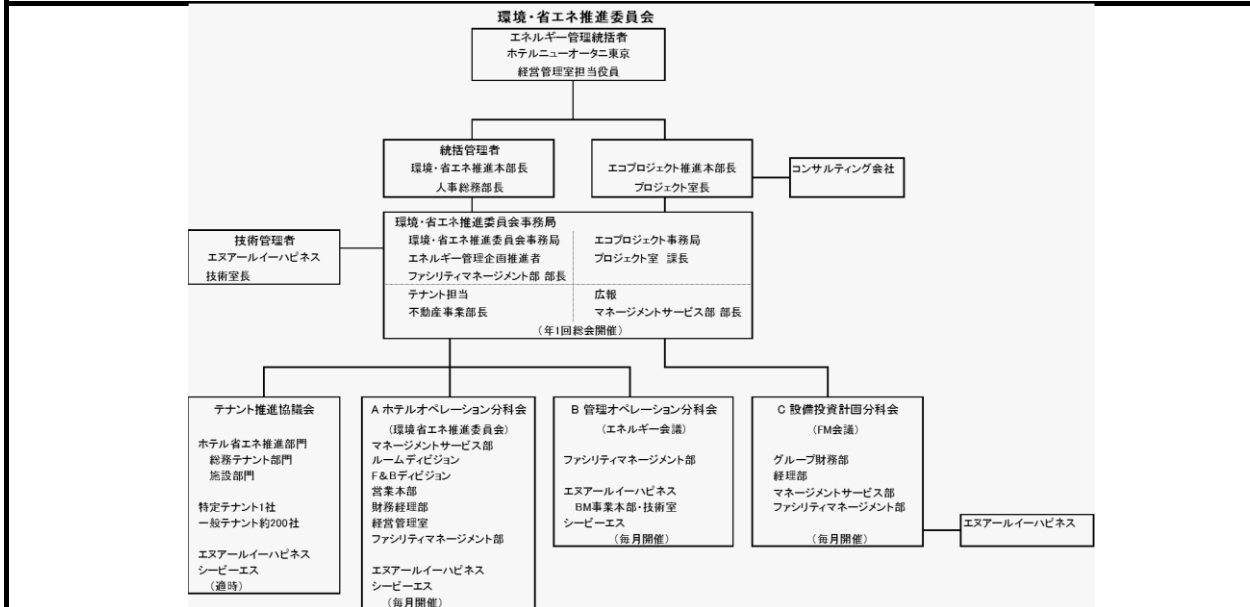 環境・省エネ推進委員会
エネルギー管理統括者
ホテルニューオータニ東京
経営管理室担当役員
統括管理者
環境・省エネ推進本部長
人事総務部長
エコプロジェクト推進本部長
プロジェクト室長
コンサルティング会社
技術管理者
エヌアールイーハピネス
技術室長
環境・省エネ推進委員会事務局
環境・省エネ推進委員会事務局
エネルギー管理企画推進者
ファシリティマネージメント部 部長
エコプロジェクト事務局
プロジェクト室 課長
テナント担当
不動産事業部長
広報
マネージメントサービス部 部長
（年1回総会開催）
テナント推進協議会
ホテル省エネ推進部門
総務テナント部門
施設部門
特定テナント1社
一般テナント約200社
エヌアールイーハピネス
シービーエス
（適時）
A ホテルオペレーション分科会
（環境省エネ推進委員会）
マネージメントサービス部
ルームディビジョン
F&Bディビジョン
営業本部
財務経理部
経営管理室
ファシリティマネージメント部
エヌアールイーハピネス
シービーエス
（毎月開催）
B 管理オペレーション分科会
（エネルギー会議）
ファシリティマネージメント部
エヌアールイーハピネス
BM事業本部・技術室
シービーエス
（毎月開催）
C 設備投資計画分科会
（FM会議）
グループ財務部
経理部
マネージメントサービス部
ファシリティマネージメント部
（毎月開催）
エヌアールイーハピネス